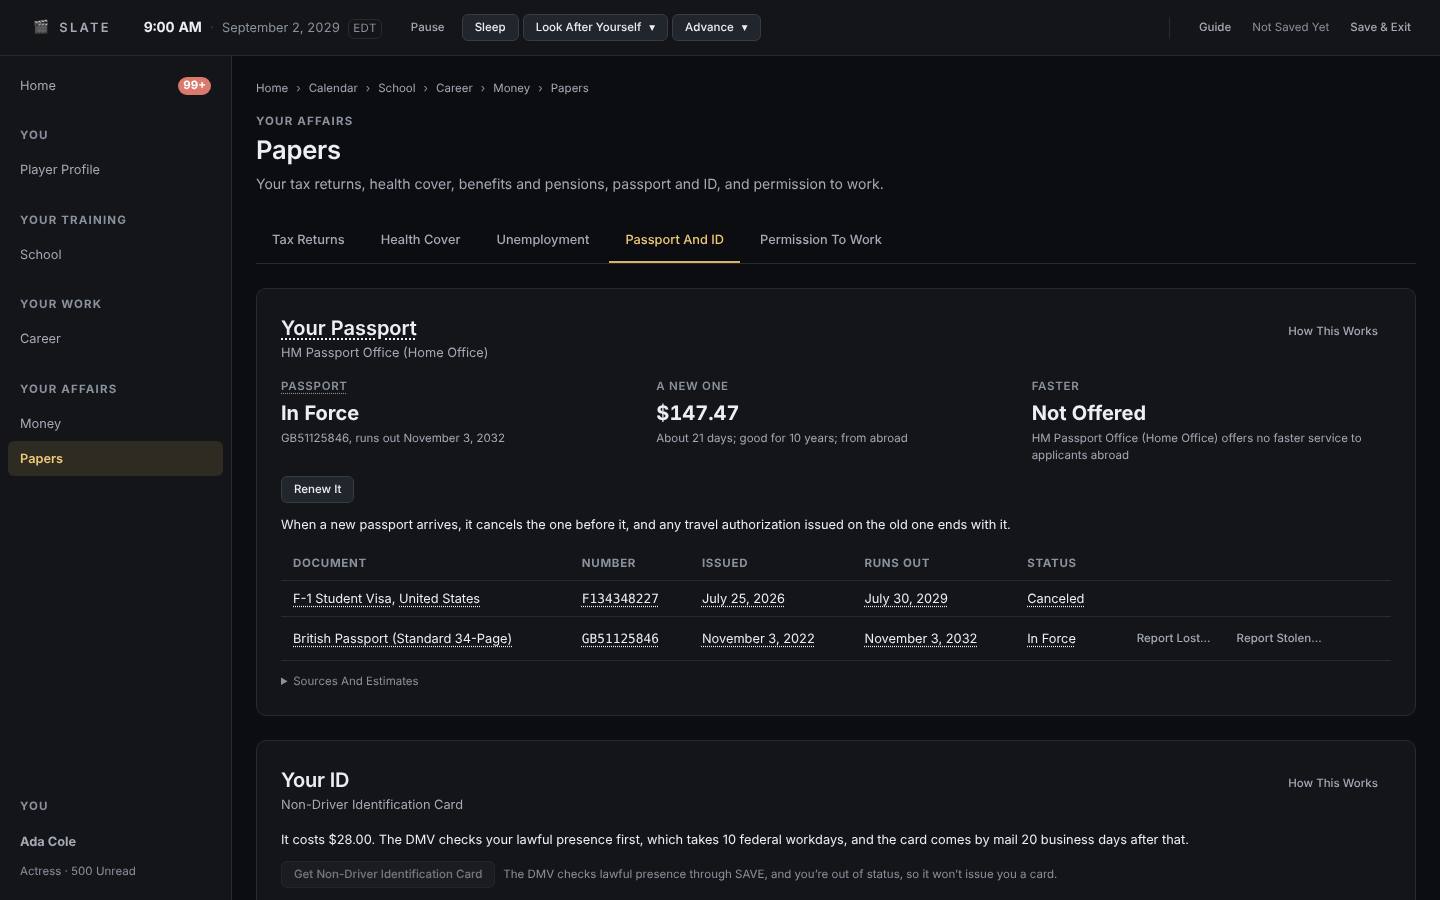 SLATE
9:00 AM · September 2, 2029 EDT
Pause
Sleep
Look After Yourself ▾
Advance ▾
Guide
Not Saved Yet
Save & Exit
Home
99+
YOU
Player Profile
YOUR TRAINING
School
YOUR WORK
Career
YOUR AFFAIRS
Money
Papers
YOU
Ada Cole
Actress · 500 Unread
Home › Calendar › School › Career › Money › Papers
YOUR AFFAIRS
Papers
Your tax returns, health cover, benefits and pensions, passport and ID, and permission to work.
Tax Returns
Health Cover
Unemployment
Passport And ID
Permission To Work
Your Passport
How This Works
HM Passport Office (Home Office)
PASSPORT
In Force
GB51125846, runs out November 3, 2032
A NEW ONE
$147.47
About 21 days; good for 10 years; from abroad
FASTER
Not Offered
HM Passport Office (Home Office) offers no faster service to
applicants abroad
Renew It
When a new passport arrives, it cancels the one before it, and any travel authorization issued on the old one ends with it.
DOCUMENT NUMBER ISSUED RUNS OUT STATUS
F-1 Student Visa, United States F134348227 July 25, 2026 July 30, 2029 Canceled
British Passport (Standard 34-Page) GB51125846 November 3, 2022 November 3, 2032 In Force Report Lost... Report Stolen...
Sources And Estimates
Your ID
How This Works
Non-Driver Identification Card
It costs $28.00. The DMV checks your lawful presence first, which takes 10 federal workdays, and the card comes by mail 20 business days after that.
Get Non-Driver Identification Card
The DMV checks lawful presence through SAVE, and you're out of status, so it won't issue you a card.